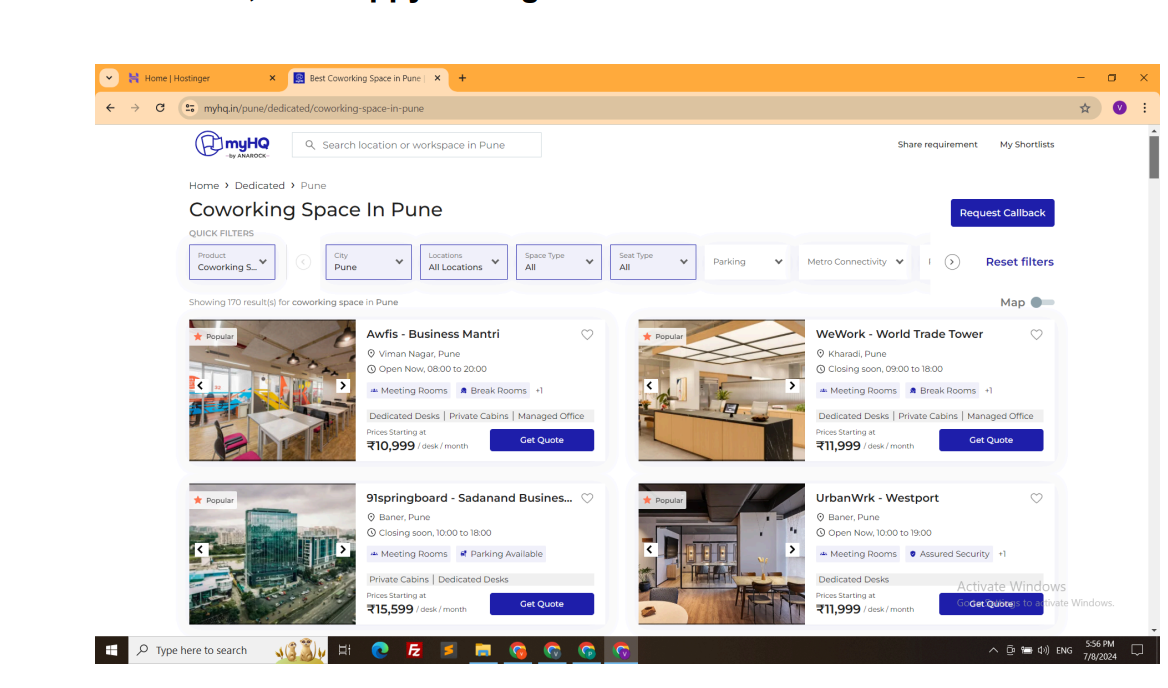 Home | Hostinger
Best Coworking Space in Pune |
myhq.in/pune/dedicated/coworking-space-in-pune
myHQ
-by ANAROCK-
Search location or workspace in Pune
Share requirement My Shortlists
Home > Dedicated > Pune
Coworking Space In Pune
Request Callback
QUICK FILTERS
Product
Coworking S...
City
Pune
Locations
All Locations
Space Type
All
Seat Type
All
Parking
Metro Connectivity
Reset filters
Showing 170 result(s) for coworking space in Pune
Map
Popular
Awfis - Business Mantri
Viman Nagar, Pune
Open Now, 08:00 to 20:00
Meeting Rooms Break Rooms +1
Dedicated Desks | Private Cabins | Managed Office
Prices Starting at
₹10,999 / desk / month
Get Quote
Popular
WeWork - World Trade Tower
Kharadi, Pune
Closing soon, 09:00 to 18:00
Meeting Rooms Break Rooms +1
Dedicated Desks | Private Cabins | Managed Office
Prices Starting at
₹11,999 / desk / month
Get Quote
Popular
91springboard - Sadanand Busines...
Baner, Pune
Closing soon, 10:00 to 18:00
Meeting Rooms Parking Available
Private Cabins | Dedicated Desks
Prices Starting at
₹15,599 / desk / month
Get Quote
Popular
UrbanWrk - Westport
Baner, Pune
Open Now, 10:00 to 19:00
Meeting Rooms Assured Security +1
Dedicated Desks
Prices Starting at
₹11,999 / desk / month
Get Quote
Activate Windows
Go to Settings to activate Windows.
Type here to search
ENG
5:56 PM
7/8/2024